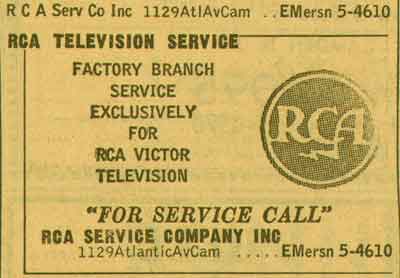 R C A Serv Co Inc 1129AtlAvCam ..EMersn 5-4610
RCA TELEVISION SERVICE
FACTORY BRANCH
SERVICE
EXCLUSIVELY
FOR
RCA VICTOR
TELEVISION
RCA
"FOR SERVICE CALL"
RCA SERVICE COMPANY INC
1129AtlanticAvCam .....EMersn 5-4610